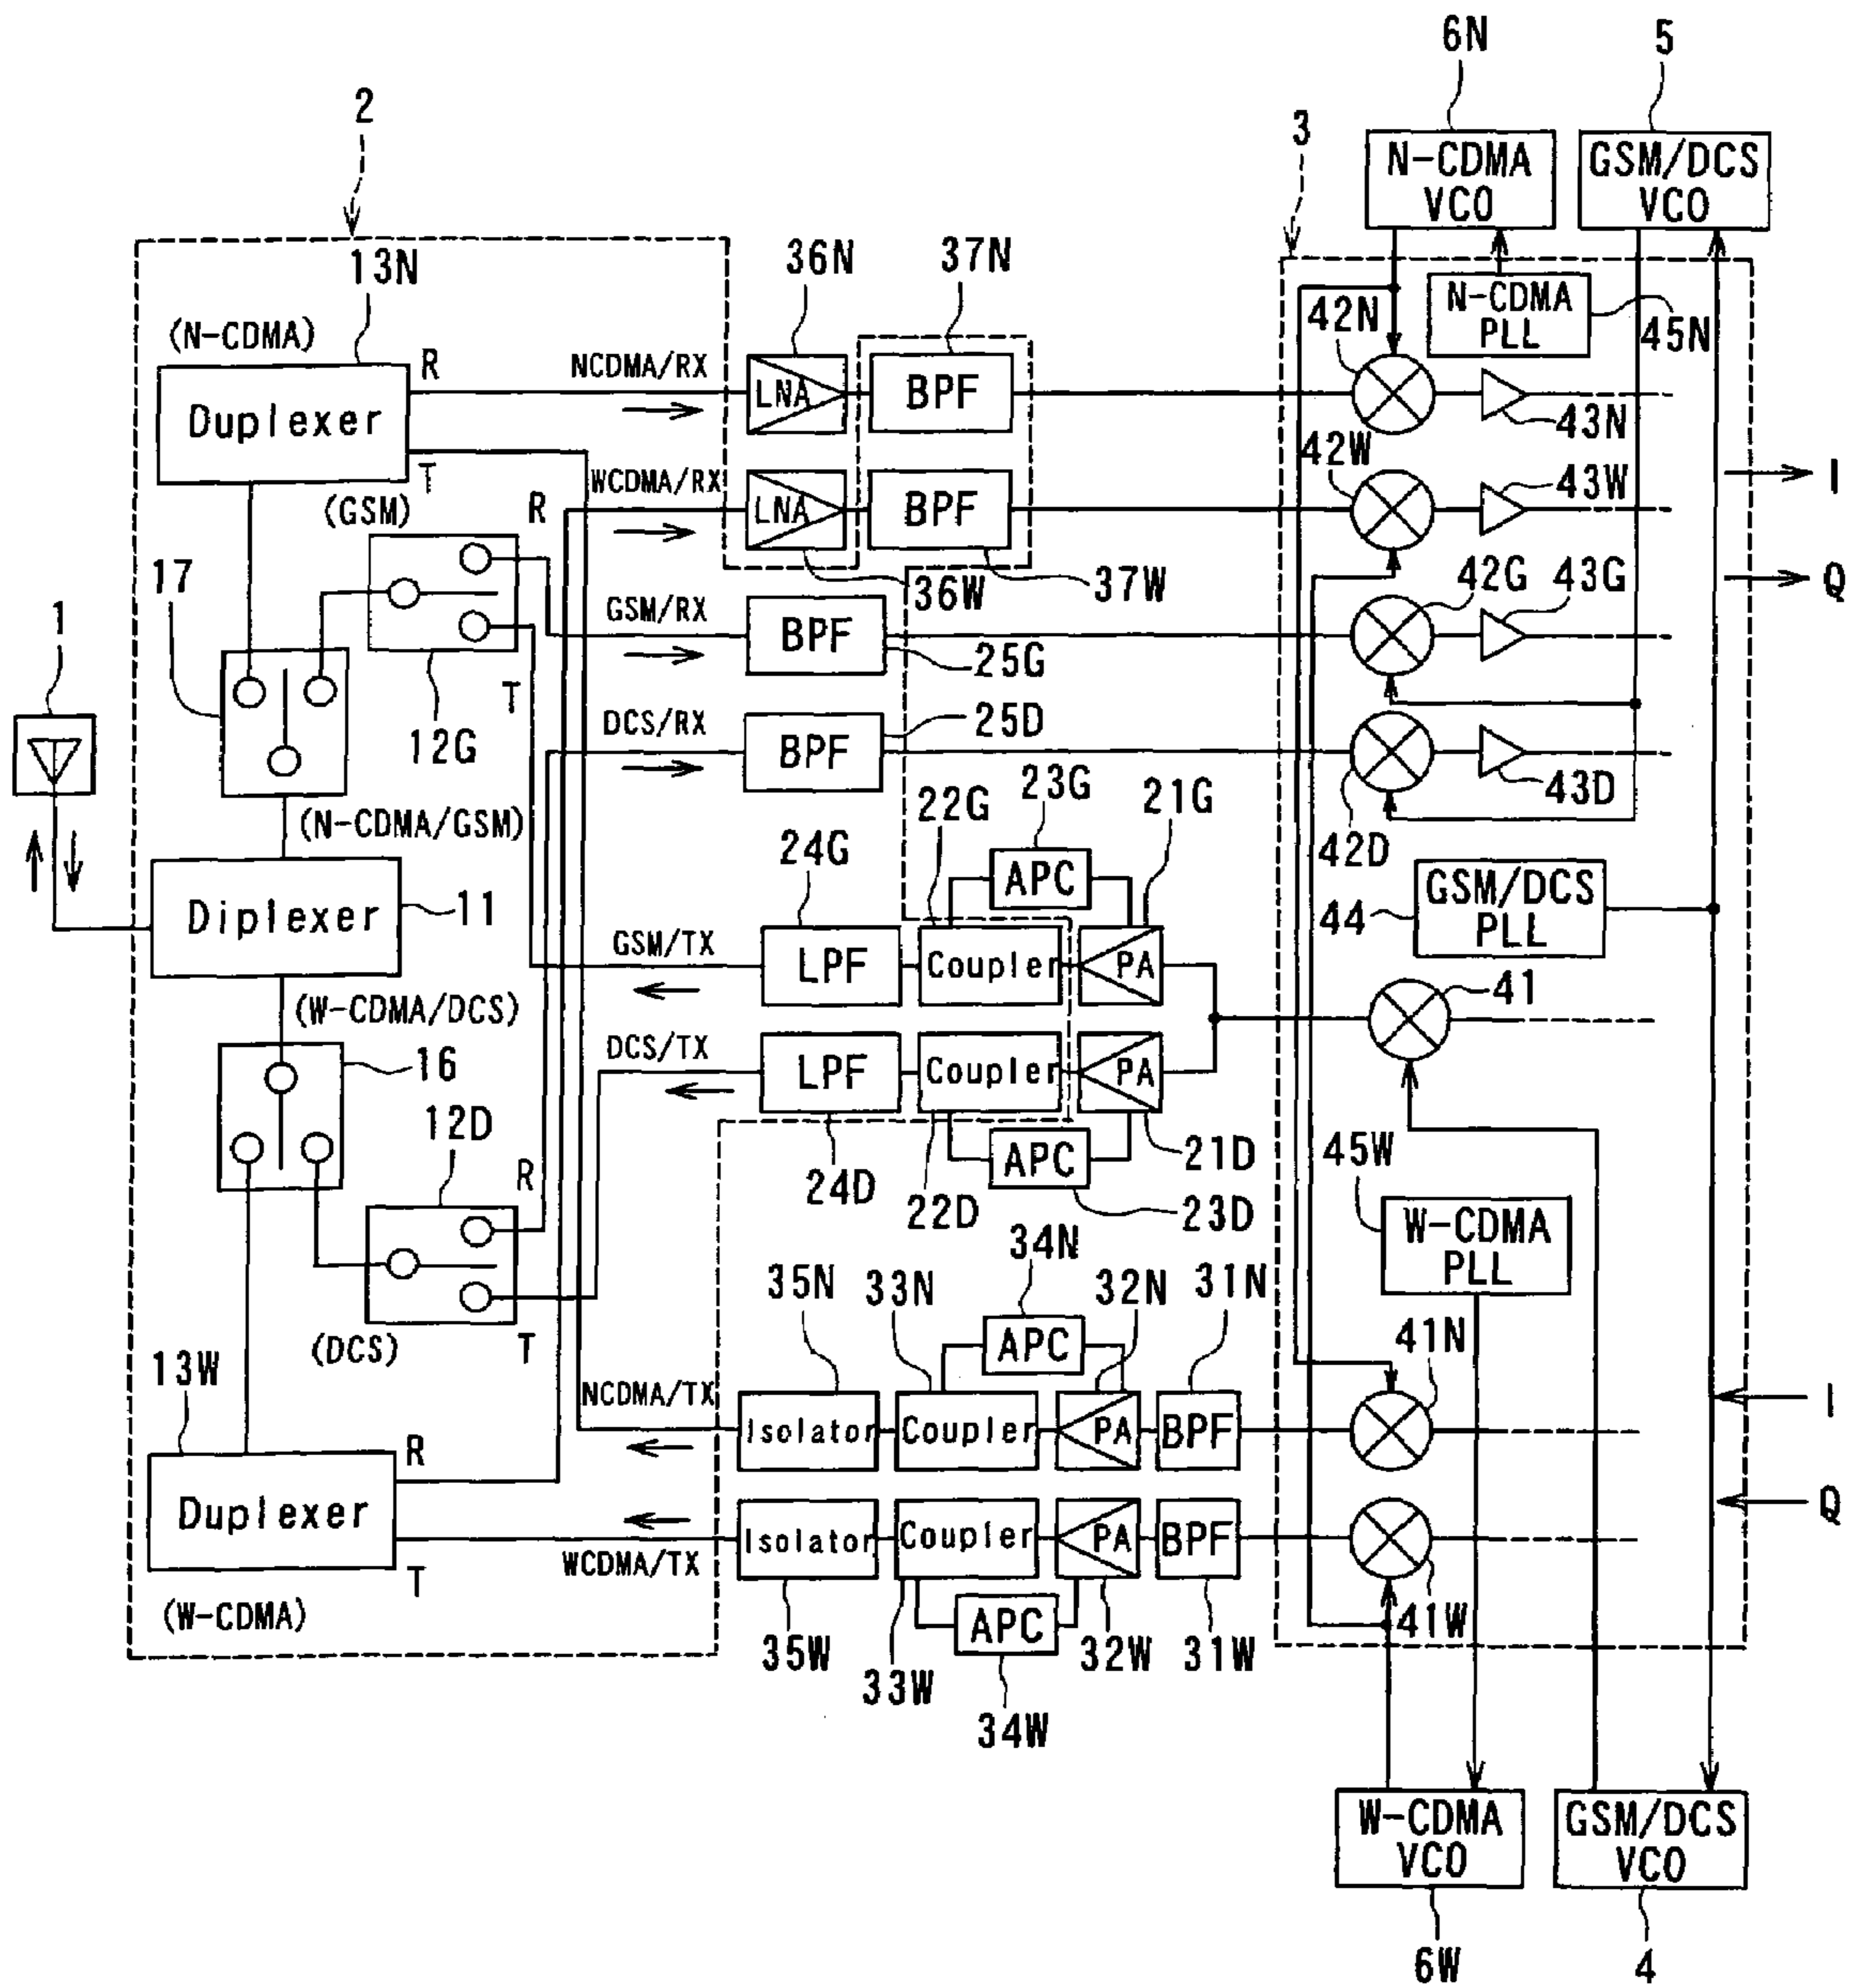 6N
5
2
3
N-CDMA
VCO
GSM/DCS
VCO
13N
36N
37N
(N-CDMA)
42N
N-CDMA
PLL
45N
R
NCDMA/RX
Duplexer
LNA
BPF
43N
T
42W
(GSM)
R
WCDMA/RX
LNA
BPF
43W
I
17
36W
37W
42G
43G
Q
1
GSM/RX
BPF
25G
T
12G
DCS/RX
25D
BPF
43D
(N-CDMA/GSM)
23G
22G
21G
24G
42D
APC
Diplexer
11
GSM/DCS
PLL
44
GSM/TX
LPF
Coupler
PA
41
(W-CDMA/DCS)
DCS/TX
LPF
Coupler
PA
16
12D
R
24D
22D
APC
21D
23D
45W
W-CDMA
PLL
34N
35N
33N
32N
31N
(DCS)
T
APC
41N
13W
NCDMA/TX
Isolator
Coupler
PA
BPF
I
R
Duplexer
Isolator
Coupler
PA
BPF
Q
WCDMA/TX
T
(W-CDMA)
APC
41W
35W
33W
32W
31W
34W
W-CDMA
VCO
GSM/DCS
VCO
6W
4